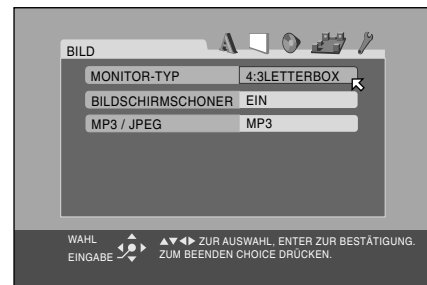 BILD
MONITOR-TYP 4:3LETTERBOX
BILDSCHIRMSCHONER EIN
MP3 / JPEG MP3
WAHL
EINGABE
▲▼◀▶ ZUR AUSWAHL, ENTER ZUR BESTÄTIGUNG.
ZUM BEENDEN CHOICE DRÜCKEN.